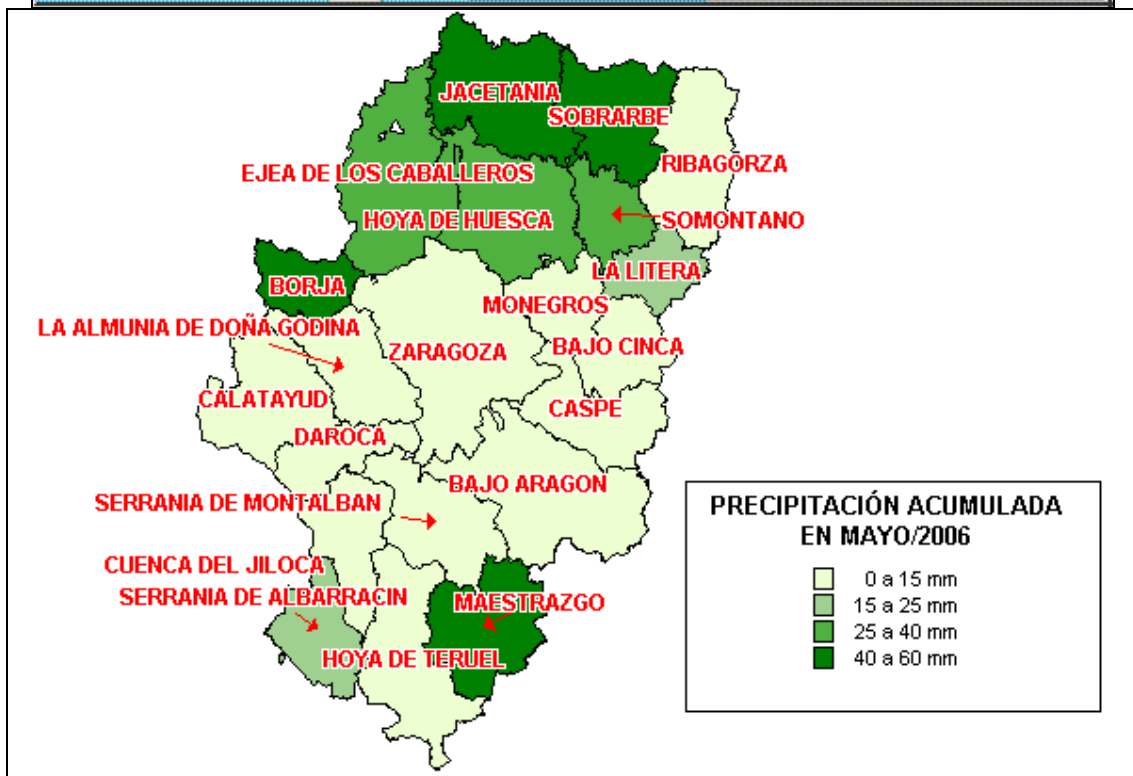 JACETANIA
SOBRARBE
RIBAGORZA
EJEA DE LOS CABALLEROS
HOYA DE HUESCA
SOMONTANO
LA LITERA
BORJA
MONEGROS
LA ALMUNIA DE DOÑA GODINA
ZARAGOZA
BAJO CINCA
CALATAYUD
CASPE
DAROCA
BAJO ARAGON
SERRANIA DE MONTALBAN
CUENCA DEL JILOCA
SERRANIA DE ALBARRACIN
MAESTRAZGO
HOYA DE TERUEL
PRECIPITACIÓN ACUMULADA
EN MAYO/2006
0 a 15 mm
15 a 25 mm
25 a 40 mm
40 a 60 mm